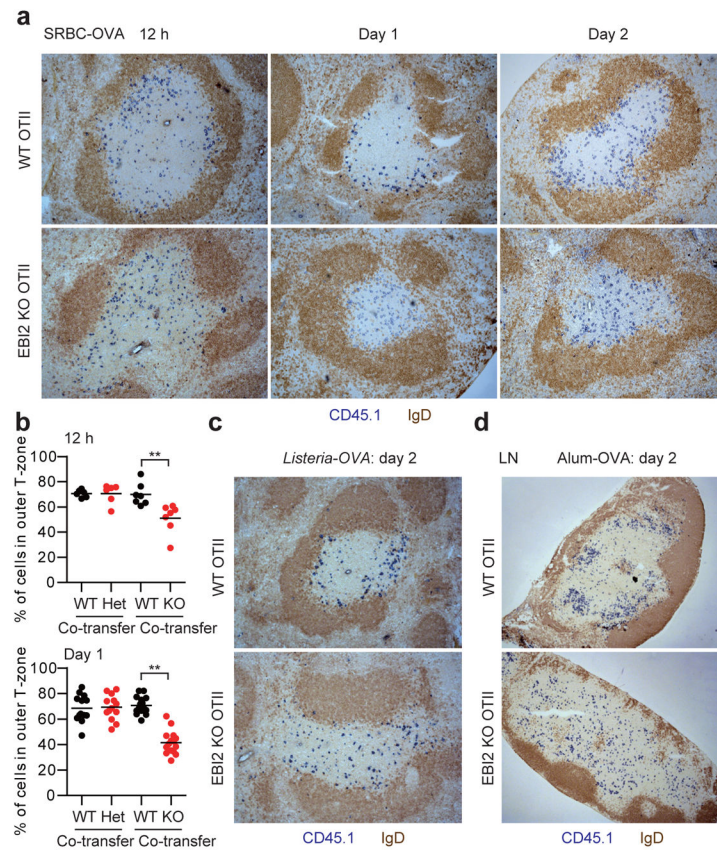 a
SRBC-OVA 12 h
Day 1
Day 2
WT OTII
EBI2 KO OTII
CD45.1 IgD
b
12 h
% of cells in outer T-zone
100
80
60
40
20
0
**
WT Het WT KO
Co-transfer Co-transfer
Day 1
% of cells in outer T-zone
100
80
60
40
20
0
**
WT Het WT KO
Co-transfer Co-transfer
c
Listeria-OVA: day 2
WT OTII
EBI2 KO OTII
CD45.1 IgD
d
LN Alum-OVA: day 2
WT OTII
EBI2 KO OTII
CD45.1 IgD